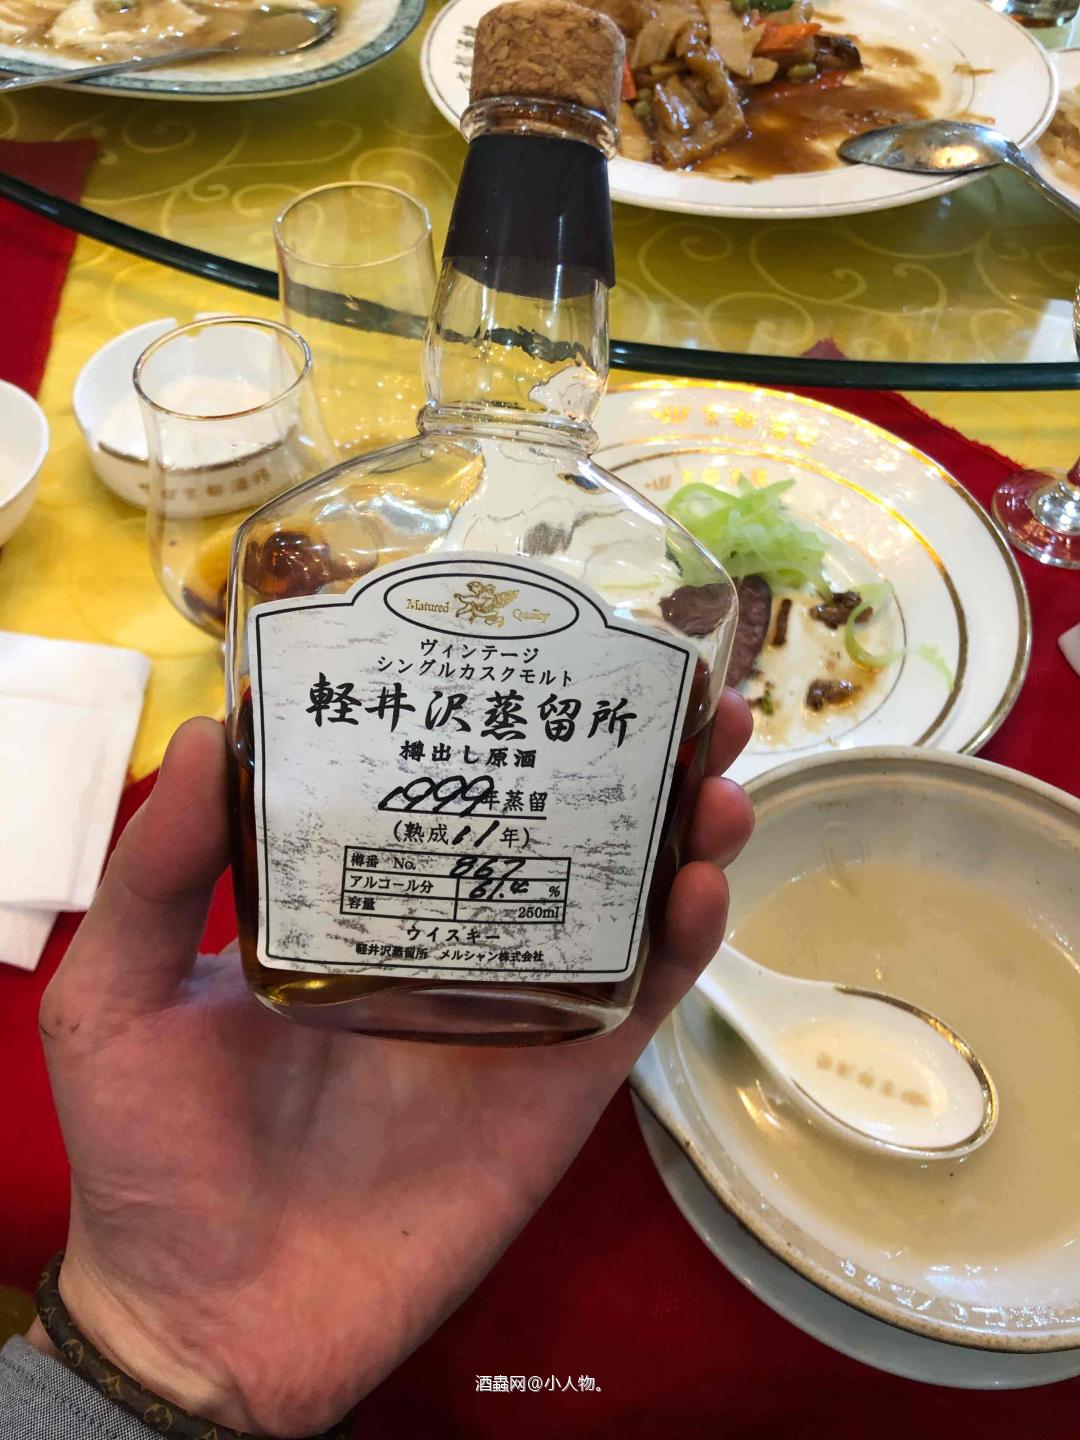 Matured Quality
ヴィンテージ
シングルカスクモルト
軽井沢蒸留所
樽出し原酒
1999年蒸留
(熟成11年)
樽番 No. 867
アルコール分 61. %
容量 250ml
ウイスキー
軽井沢蒸留所 メルシャン株式会社
酒蟲网@小人物。